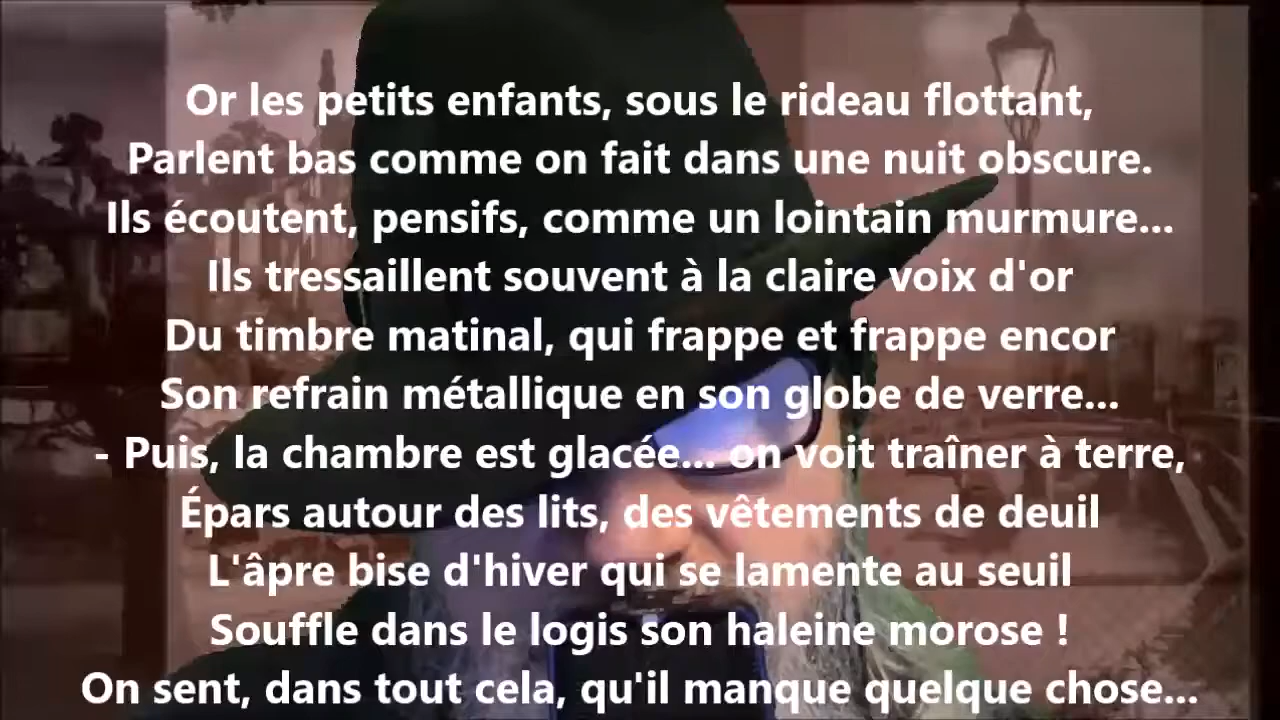 Or les petits enfants, sous le rideau flottant,
Parlent bas comme on fait dans une nuit obscure.
Ils écoutent, pensifs, comme un lointain murmure...
Ils tressaillent souvent à la claire voix d'or
Du timbre matinal, qui frappe et frappe encor
Son refrain métallique en son globe de verre...
- Puis, la chambre est glacée... on voit traîner à terre,
Épars autour des lits, des vêtements de deuil
L'âpre bise d'hiver qui se lamente au seuil
Souffle dans le logis son haleine morose !
On sent, dans tout cela, qu'il manque quelque chose...